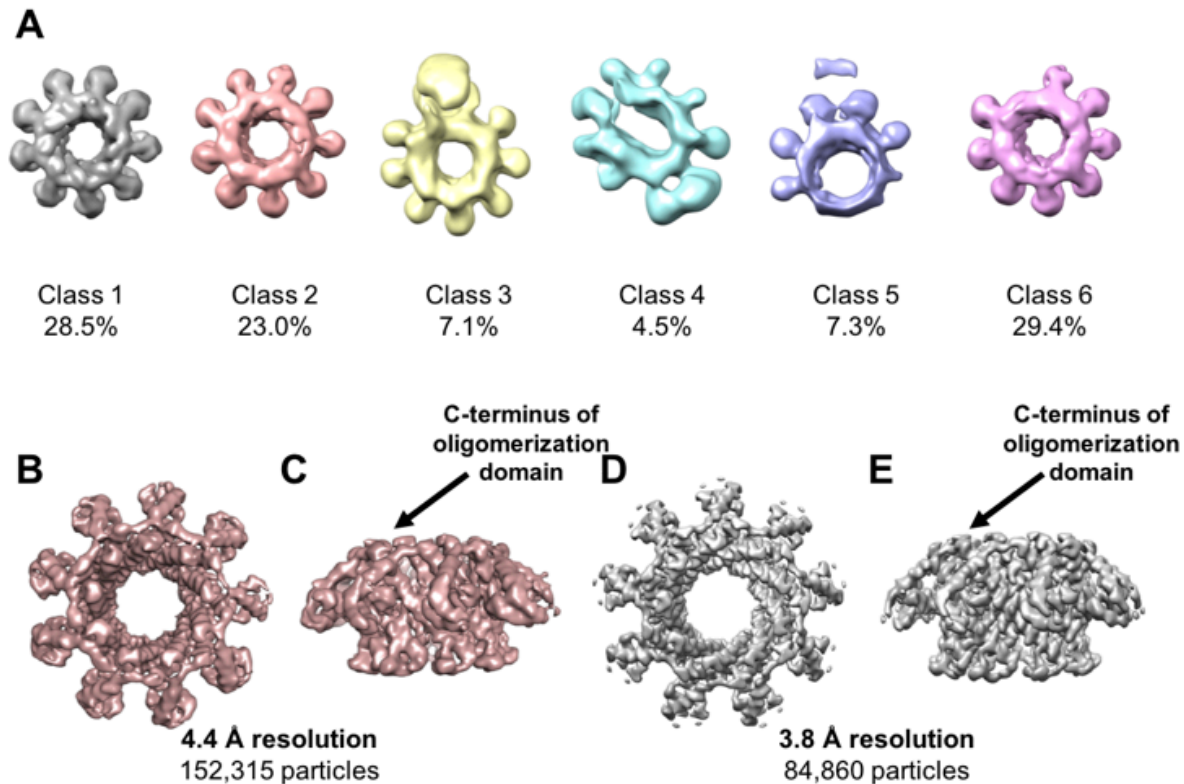 A
Class 1
28.5%
Class 2
23.0%
Class 3
7.1%
Class 4
4.5%
Class 5
7.3%
Class 6
29.4%
B
C
C-terminus of
oligomerization
domain
4.4 Å resolution
152,315 particles
D
E
C-terminus of
oligomerization
domain
3.8 Å resolution
84,860 particles